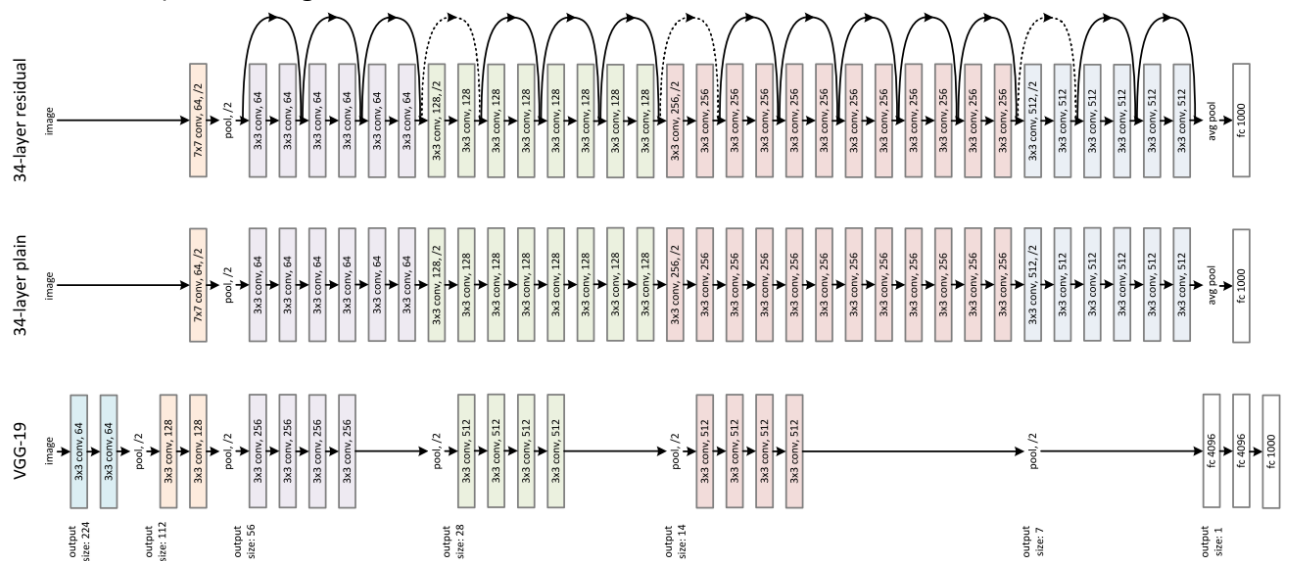 34-layer residual
image
7x7 conv, 64, /2
pool, /2
3x3 conv, 64
3x3 conv, 64
3x3 conv, 64
3x3 conv, 64
3x3 conv, 64
3x3 conv, 64
3x3 conv, 128, /2
3x3 conv, 128
3x3 conv, 128
3x3 conv, 128
3x3 conv, 128
3x3 conv, 128
3x3 conv, 128
3x3 conv, 128
3x3 conv, 256, /2
3x3 conv, 256
3x3 conv, 256
3x3 conv, 256
3x3 conv, 256
3x3 conv, 256
3x3 conv, 256
3x3 conv, 256
3x3 conv, 256
3x3 conv, 256
3x3 conv, 256
3x3 conv, 256
3x3 conv, 512, /2
3x3 conv, 512
3x3 conv, 512
3x3 conv, 512
3x3 conv, 512
3x3 conv, 512
avg pool
fc 1000
34-layer plain
image
7x7 conv, 64, /2
pool, /2
3x3 conv, 64
3x3 conv, 64
3x3 conv, 64
3x3 conv, 64
3x3 conv, 64
3x3 conv, 64
3x3 conv, 128, /2
3x3 conv, 128
3x3 conv, 128
3x3 conv, 128
3x3 conv, 128
3x3 conv, 128
3x3 conv, 128
3x3 conv, 128
3x3 conv, 256, /2
3x3 conv, 256
3x3 conv, 256
3x3 conv, 256
3x3 conv, 256
3x3 conv, 256
3x3 conv, 256
3x3 conv, 256
3x3 conv, 256
3x3 conv, 256
3x3 conv, 256
3x3 conv, 256
3x3 conv, 512, /2
3x3 conv, 512
3x3 conv, 512
3x3 conv, 512
3x3 conv, 512
3x3 conv, 512
avg pool
fc 1000
VGG-19
image
3x3 conv, 64
3x3 conv, 64
pool, /2
3x3 conv, 128
3x3 conv, 128
pool, /2
3x3 conv, 256
3x3 conv, 256
3x3 conv, 256
3x3 conv, 256
pool, /2
3x3 conv, 512
3x3 conv, 512
3x3 conv, 512
3x3 conv, 512
pool, /2
3x3 conv, 512
3x3 conv, 512
3x3 conv, 512
3x3 conv, 512
pool, /2
fc 4096
fc 4096
fc 1000
output
size: 224
output
size: 112
output
size: 56
output
size: 28
output
size: 14
output
size: 7
output
size: 1